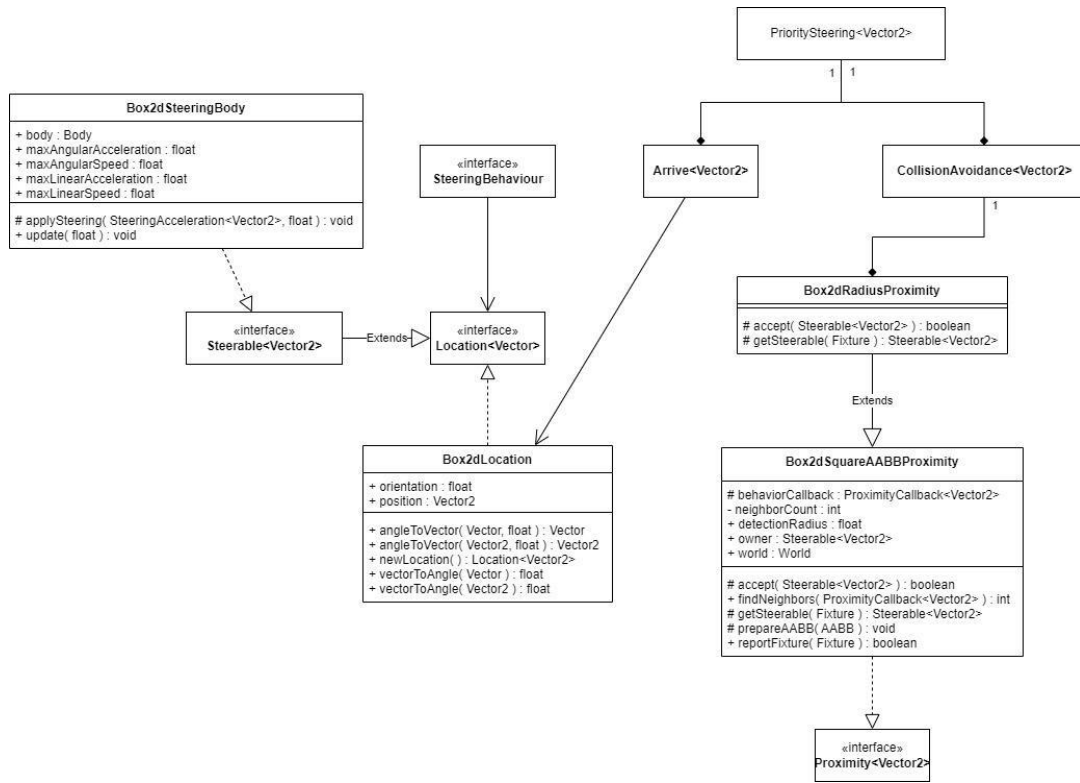 PrioritySteering<Vector2>
1
1
Box2dSteeringBody
+ body : Body
+ maxAngularAcceleration : float
+ maxAngularSpeed : float
+ maxLinearAcceleration : float
+ maxLinearSpeed : float
# applySteering( SteeringAcceleration<Vector2>, float ) : void
+ update( float ) : void
«interface»
SteeringBehaviour
Arrive<Vector2>
CollisionAvoidance<Vector2>
1
Box2dRadiusProximity
# accept( Steerable<Vector2> ) : boolean
# getSteerable( Fixture ) : Steerable<Vector2>
«interface»
Steerable<Vector2>
Extends
«interface»
Location<Vector>
Extends
Box2dLocation
+ orientation : float
+ position : Vector2
+ angleToVector( Vector, float ) : Vector
+ angleToVector( Vector2, float ) : Vector2
+ newLocation( ) : Location<Vector2>
+ vectorToAngle( Vector ) : float
+ vectorToAngle( Vector2 ) : float
Box2dSquareAABBProximity
# behaviorCallback : ProximityCallback<Vector2>
- neighborCount : int
+ detectionRadius : float
+ owner : Steerable<Vector2>
+ world : World
# accept( Steerable<Vector2> ) : boolean
+ findNeighbors( ProximityCallback<Vector2> ) : int
# getSteerable( Fixture ) : Steerable<Vector2>
# prepareAABB( AABB ) : void
+ reportFixture( Fixture ) : boolean
«interface»
Proximity<Vector2>